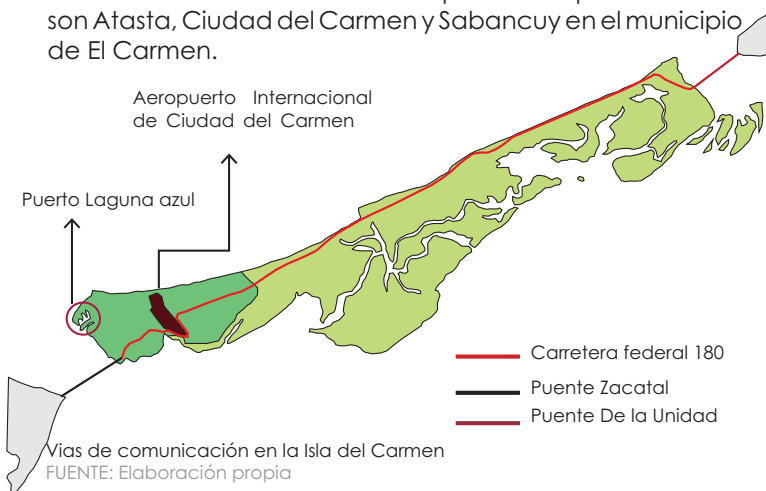 son Atasta, Ciudad del Carmen y Sabancuy en el municipio
de El Carmen.
Aeropuerto Internacional
de Ciudad del Carmen
Puerto Laguna azul
Carretera federal 180
Puente Zacatal
Puente De la Unidad
Vias de comunicación en la Isla del Carmen
FUENTE: Elaboración propia